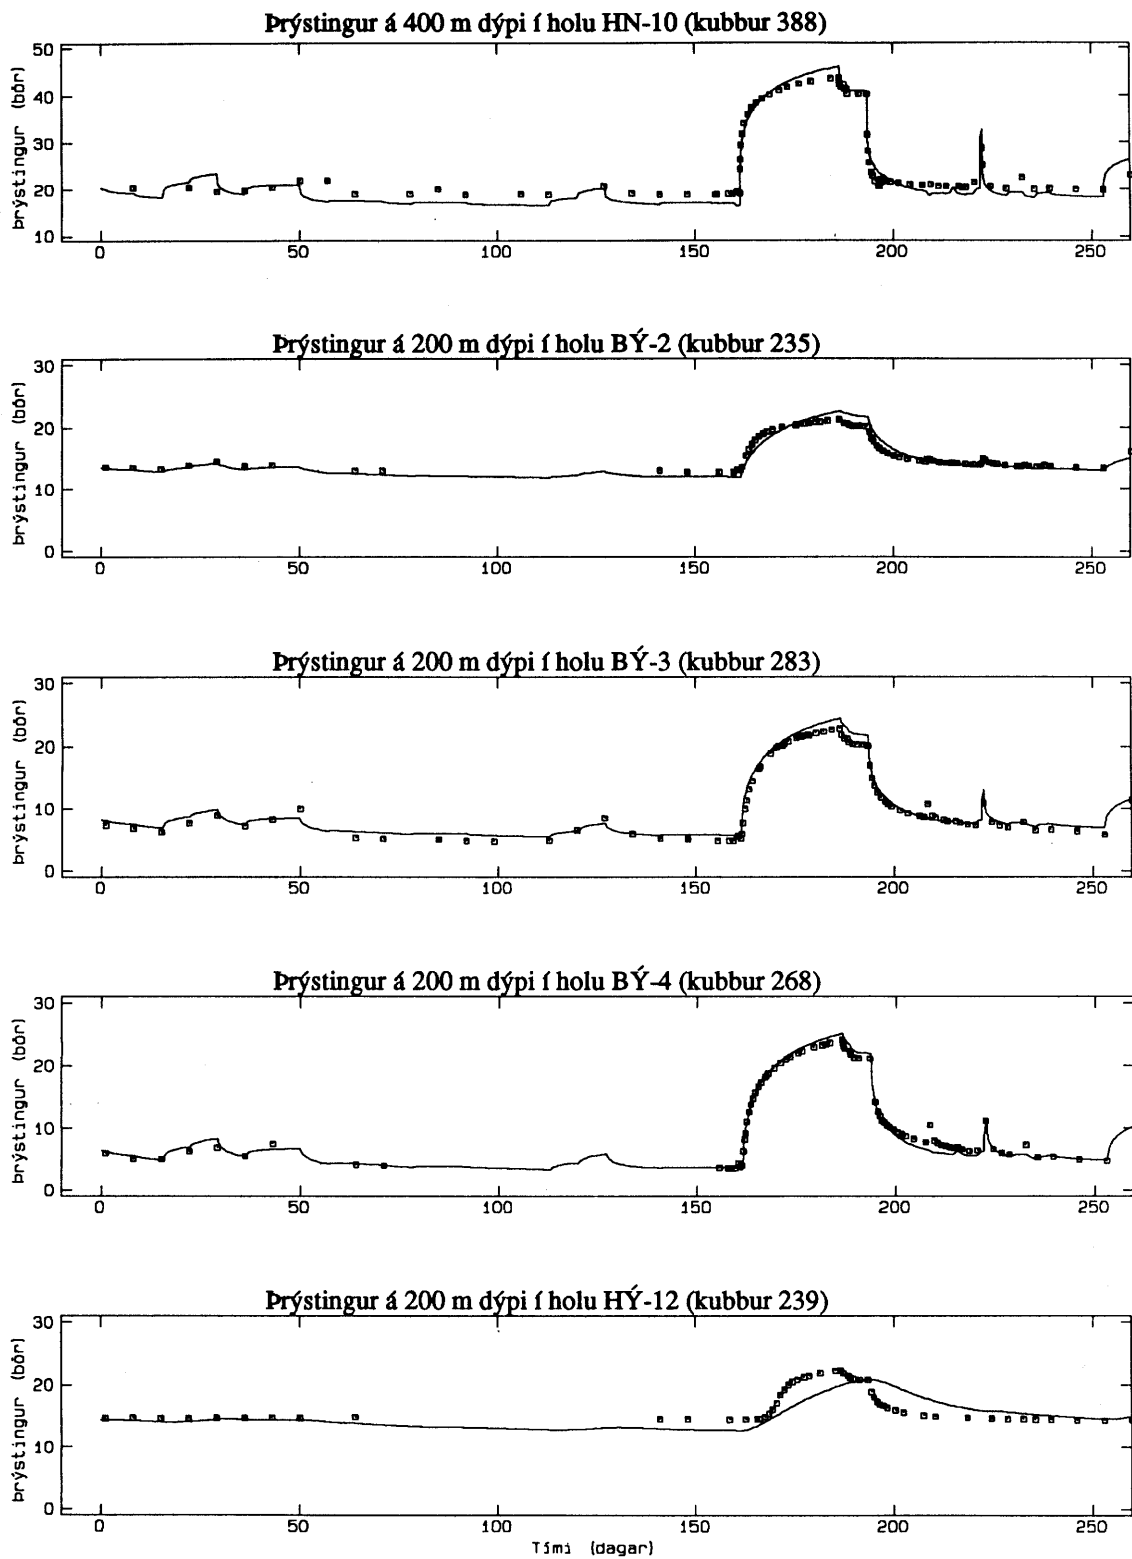 Þrýstingur á 400 m dýpi í holu HN-10 (kubbur 388)
50
40
30
20
10
þrýstingur (bör)
0 50 100 150 200 250
Þrýstingur á 200 m dýpi í holu BÝ-2 (kubbur 235)
30
20
10
0
þrýstingur (bör)
0 50 100 150 200 250
Þrýstingur á 200 m dýpi í holu BÝ-3 (kubbur 283)
30
20
10
0
þrýstingur (bör)
0 50 100 150 200 250
Þrýstingur á 200 m dýpi í holu BÝ-4 (kubbur 268)
30
20
10
0
þrýstingur (bör)
0 50 100 150 200 250
Þrýstingur á 200 m dýpi í holu HÝ-12 (kubbur 239)
30
20
10
0
þrýstingur (bör)
0 50 100 150 200 250
Tími (dagar)